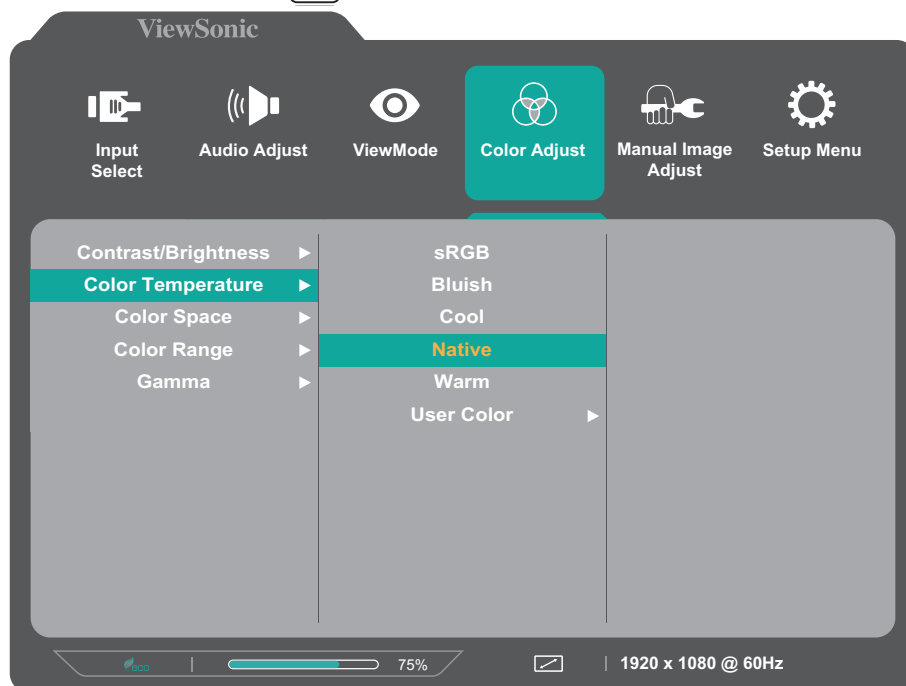 ViewSonic
Input Select
Audio Adjust
ViewMode
Color Adjust
Manual Image Adjust
Setup Menu
Contrast/Brightness
Color Temperature
Color Space
Color Range
Gamma
sRGB
Bluish
Cool
Native
Warm
User Color
eco
75%
1920 x 1080 @ 60Hz